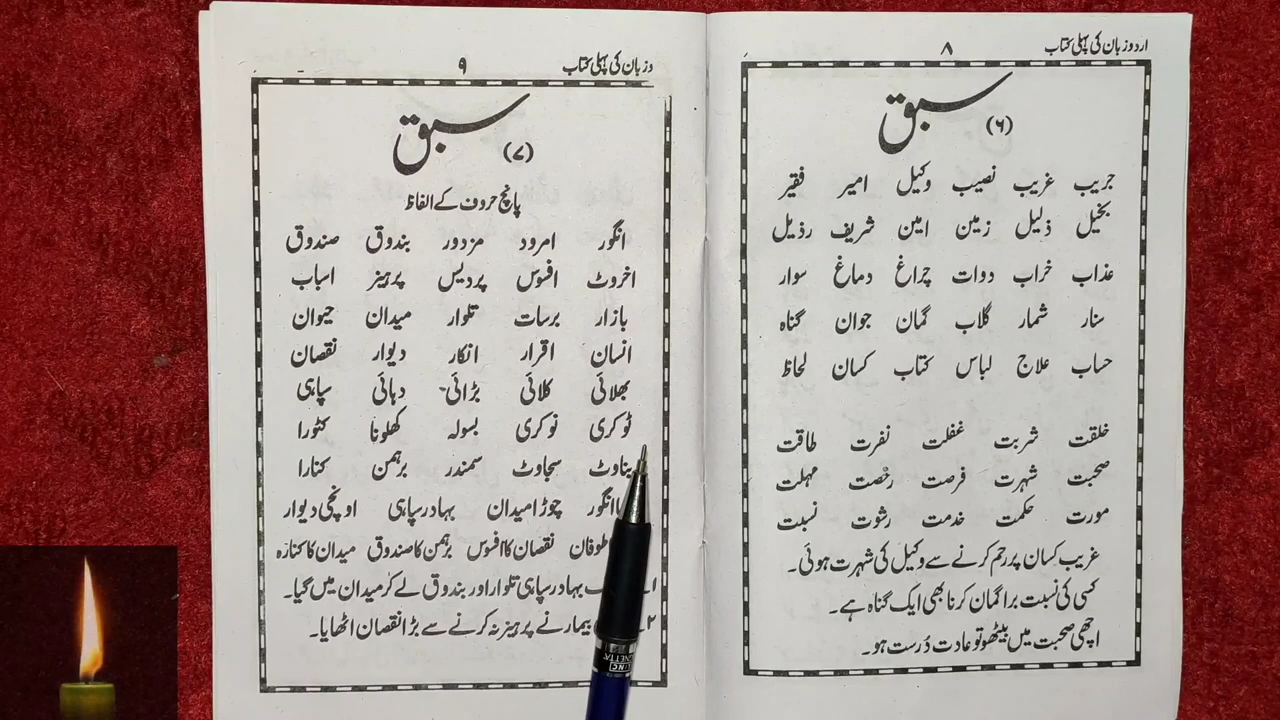 اردو زبان کی پہلی کتاب ۸
سبق (۶)
جریب غریب نصیب وکیل امیر فقیر
بخیل ذلیل زمین امین شریف رذیل
عذاب خراب دوات چراغ دماغ سوار
سنار شمار گلاب گمان جوان گناہ
حساب علاج لباس کتاب کسان لحاظ
خلقت شربت غفلت نفرت طاقت
صحبت شہرت فرصت رخصت مہلت
مورت حکمت خدمت رشوت نسبت
غریب کسان پر رحم کرنے سے وکیل کی شہرت ہوئی۔
کسی کی نسبت برا گمان کرنا بھی ایک گناہ ہے۔
اچھی صحبت میں بیٹھو تو عادت دُرست ہو۔
و زبان کی پہلی کتاب ۹
سبق (۷)
پانچ حروف کے الفاظ
انگور امرود مزدور بندوق صندوق
اخروٹ افسوس پردیس پرہیز اسباب
بازار برسات تلوار میدان حیوان
انسان اقرار انکار دیوار نقصان
بھلائی کلائی بڑائی دہائی سپاہی
ٹوکری نوکری بسولہ کھلونا کٹورا
بناوٹ سجاوٹ سمندر برہمن کنارا
انگور چوڑا میدان بہادر سپاہی اونچی دیوار
طوفان نقصان کا افسوس برہمن کا صندوق میدان کا کنارہ
۱۔ بہادر سپاہی تلوار اور بندوق لے کر میدان میں گیا۔
۲۔ بیمار نے پرہیز نہ کرنے سے بڑا نقصان اٹھایا۔